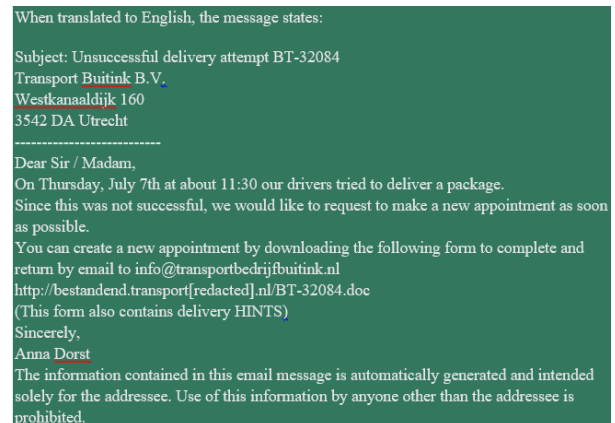 When translated to English, the message states:
Subject: Unsuccessful delivery attempt BT-32084
Transport Buitink B.V.
Westkanaaldijk 160
3542 DA Utrecht
---------------------------
Dear Sir / Madam,
On Thursday, July 7th at about 11:30 our drivers tried to deliver a package.
Since this was not successful, we would like to request to make a new appointment as soon
as possible.
You can create a new appointment by downloading the following form to complete and
return by email to info@transportbedrijfbuitink.nl
http://bestandend.transport[redacted].nl/BT-32084.doc
(This form also contains delivery HINTS)
Sincerely,
Anna Dorst
The information contained in this email message is automatically generated and intended
solely for the addressee. Use of this information by anyone other than the addressee is
prohibited.